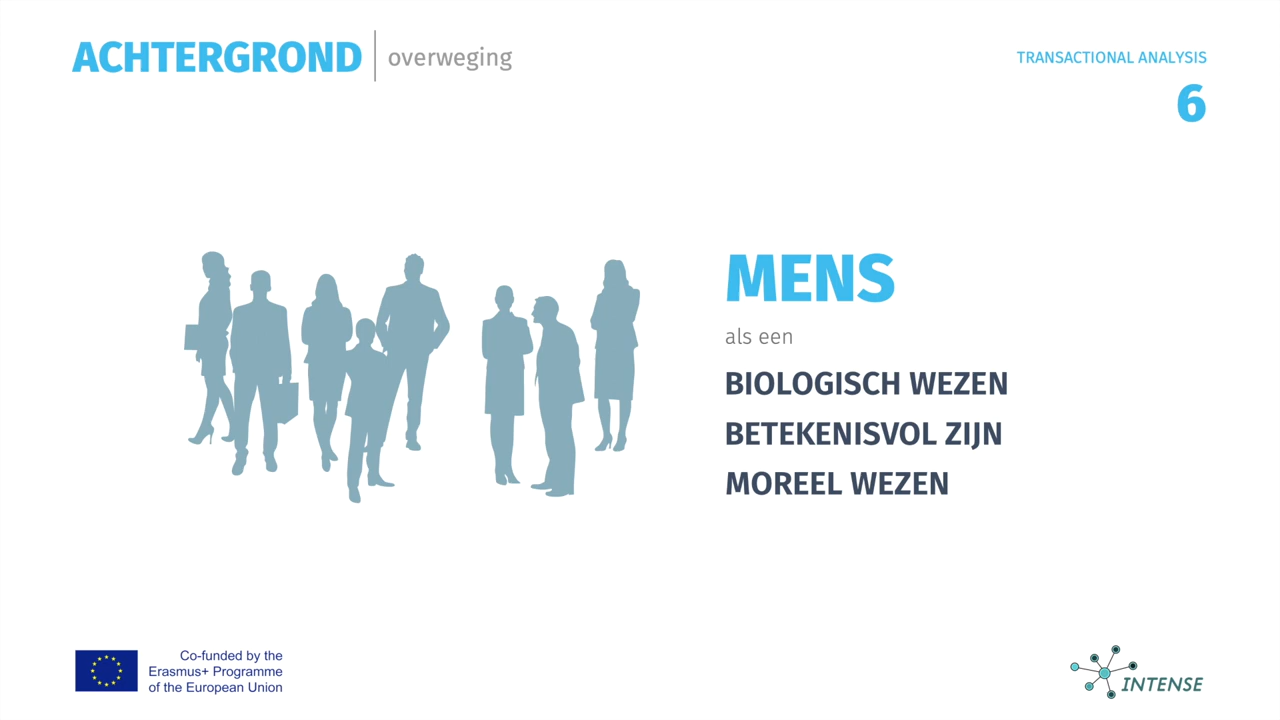 ACHTERGROND overweging
TRANSACTIONAL ANALYSIS
6
MENS
als een
BIOLOGISCH WEZEN
BETEKENISVOL ZIJN
MOREEL WEZEN
Co-funded by the
Erasmus+ Programme
of the European Union
INTENSE